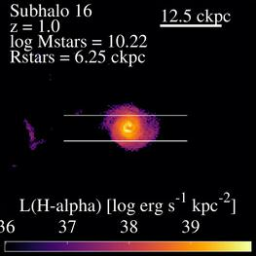 Subhalo 16
z = 1.0
log Mstars = 10.22
Rstars = 6.25 ckpc
12.5 ckpc
L(H-alpha) [log erg s⁻¹ kpc⁻²]
36 37 38 39